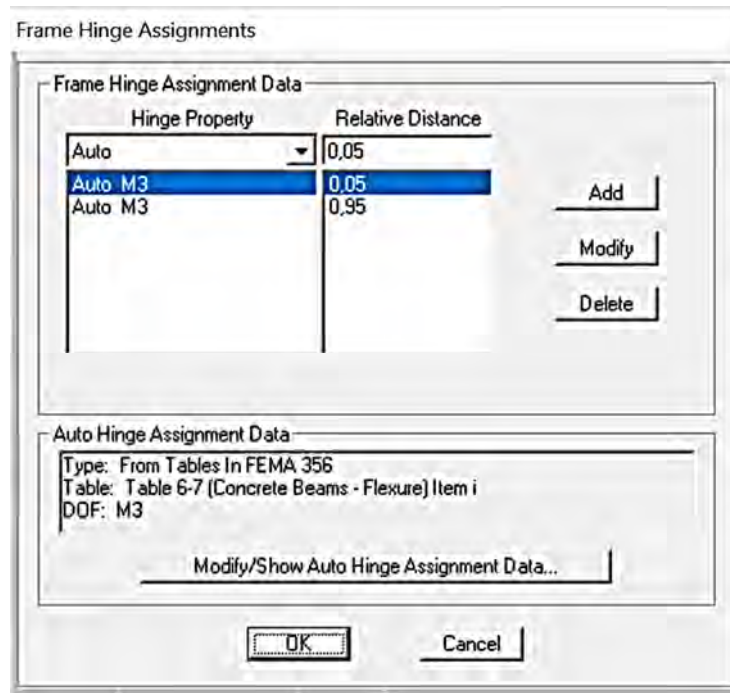 Frame Hinge Assignments
Frame Hinge Assignment Data
Hinge Property Relative Distance
Auto 0,05
Auto M3 0,05
Auto M3 0,95
Add
Modify
Delete
Auto Hinge Assignment Data
Type: From Tables In FEMA 356
Table: Table 6-7 (Concrete Beams - Flexure) Item i
DOF: M3
Modify/Show Auto Hinge Assignment Data...
OK Cancel